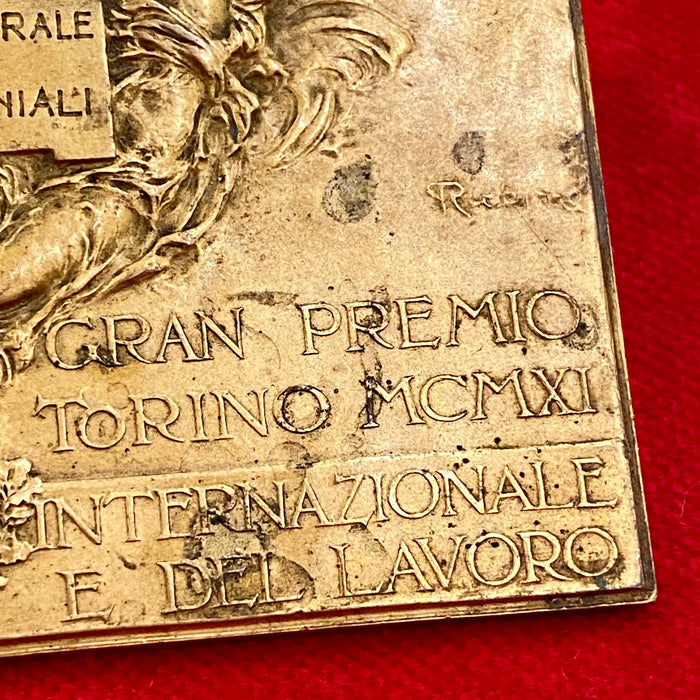 RALE
NIALI
GRAN PREMIO
TORINO MCMXI
INTERNAZIONALE
E DEL LAVORO